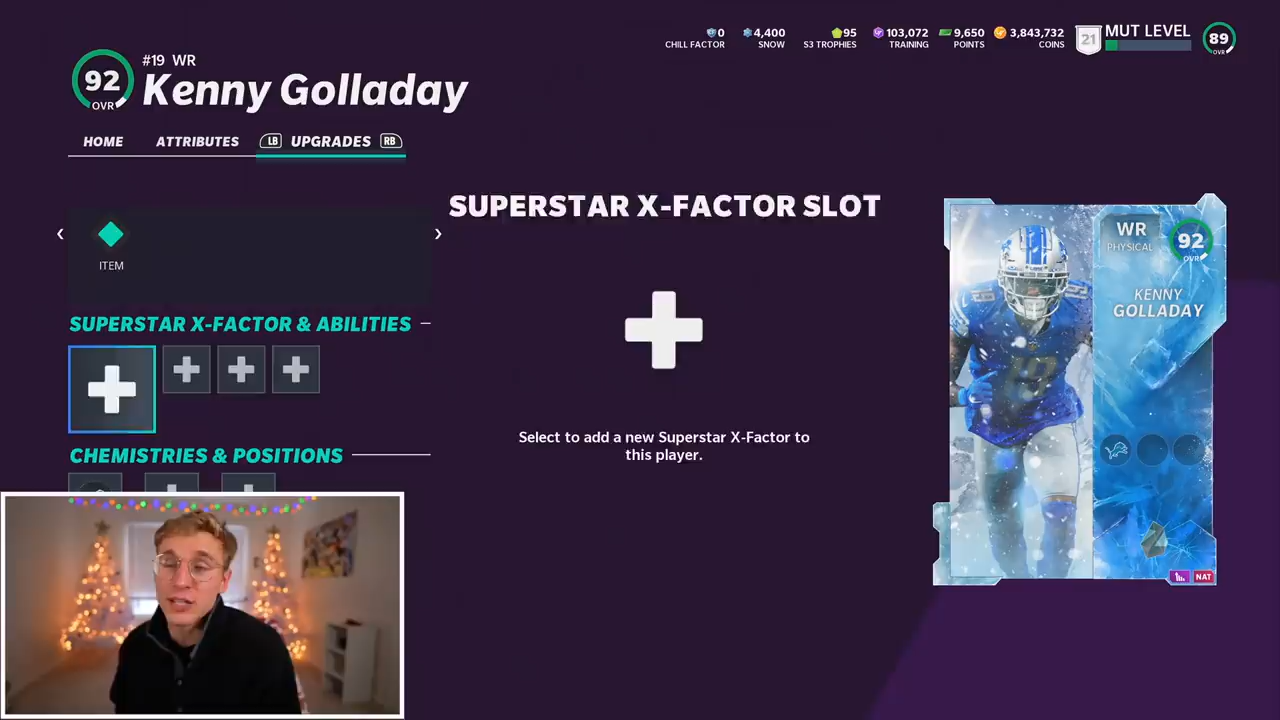 0
CHILL FACTOR
4,400
SNOW
95
S3 TROPHIES
103,072
TRAINING
9,650
POINTS
3,843,732
COINS
21
MUT LEVEL
89
OVR
92
OVR
#19 WR
Kenny Golladay
HOME
ATTRIBUTES
LB
UPGRADES
RB
SUPERSTAR X-FACTOR SLOT
ITEM
SUPERSTAR X-FACTOR & ABILITIES
Select to add a new Superstar X-Factor to
this player.
CHEMISTRIES & POSITIONS
WR
PHYSICAL
92
OVR
KENNY
GOLLADAY
19
NAT